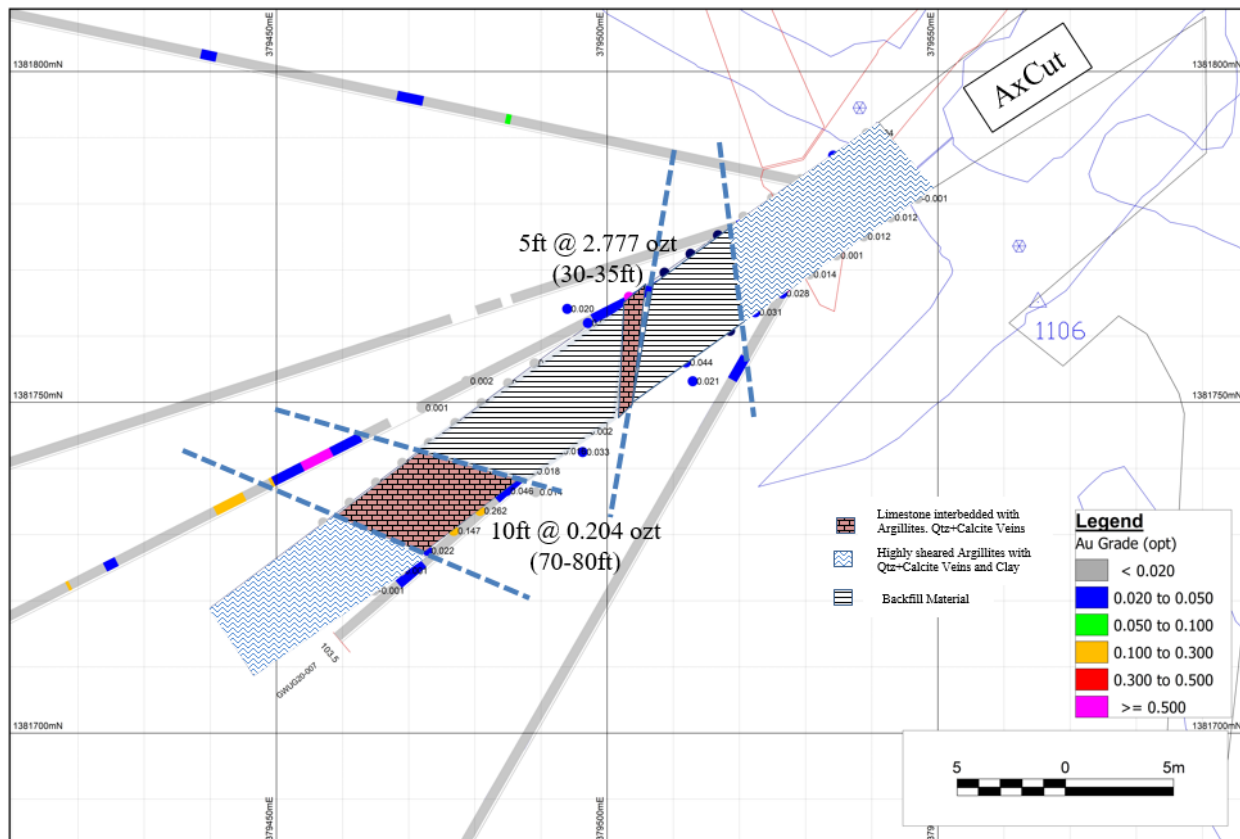 379450mE
379500mE
379550mE
1381800mN
1381800mN
AxCut
-0.001
0.012
0.012
0.001
0.014
0.028
0.031
5ft @ 2.777 ozt
(30-35ft)
0.020
1106
0.044
0.021
0.002
0.001
1381750mN
1381750mN
0.002
0.033
0.018
0.046
0.262
0.147
0.022
-0.001
10ft @ 0.204 ozt
(70-80ft)
103.5
GWUG20-007
Limestone interbedded with
Argillites. Qtz+Calcite Veins
Highly sheared Argillites with
Qtz+Calcite Veins and Clay
Backfill Material
Legend
Au Grade (opt)
< 0.020
0.020 to 0.050
0.050 to 0.100
0.100 to 0.300
0.300 to 0.500
>= 0.500
1381700mN
1381700mN
5 0 5m
379450mE
379500mE